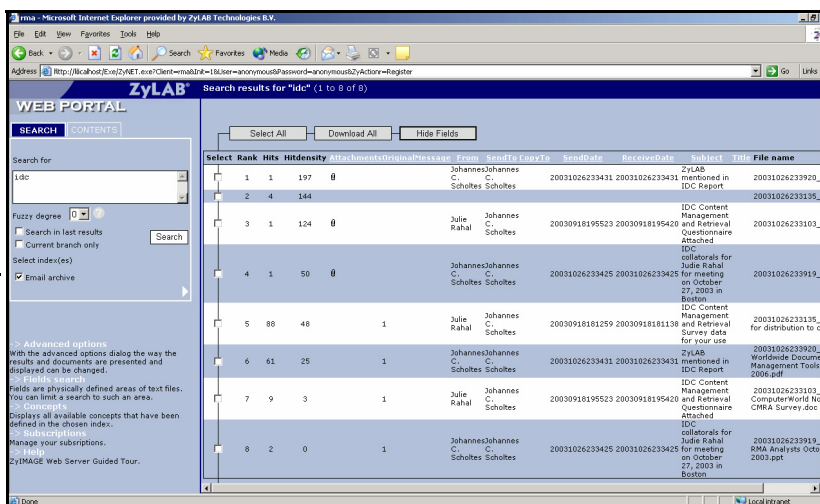 rma - Microsoft Internet Explorer provided by ZyLAB Technologies B.V.
File Edit View Favorites Tools Help
Back Search Favorites Media
Address http://localhost/Exe/ZyNET.exe?Client=rma&Init=1&User=anonymous&Password=anonymous&ZyActionr=Register Go Links
ZyLAB®
WEB PORTAL
SEARCH CONTENTS
Search for
idc
Fuzzy degree 0
Search in last results
Current branch only
Search
Select index(es)
Email archive
-> Advanced options
With the advanced options dialog the way the
results and documents are presented and
displayed can be changed.
-> Fields search
Fields are physically defined areas of text files.
You can limit a search to such an area.
-> Concepts
Displays all available concepts that have been
defined in the chosen index.
-> Subscriptions
Manage your subsriptions.
-> Help
ZyIMAGE Web Server Guided Tour.
Search results for "idc" (1 to 8 of 8)
Select All Download All Hide Fields
Select Rank Hits Hitdensity AttachmentsOriginalMessage From SendTo CopyTo SendDate ReceiveDate Subject Title File name
1 1 197 JohannesJohannes C. C. Scholtes Scholtes 20031026233431 20031026233431 ZyLAB mentioned in IDC Report 20031026233920_
2 4 144 20031026233135_
3 1 124 Julie Rahal Johannes C. Scholtes 20030918195523 20030918195420 IDC Content Management and Retrieval Questionnaire Attached 20031026233103_
4 1 50 JohannesJohannes C. C. Scholtes Scholtes 20031026233425 20031026233425 IDC collatorals for Judie Rahal for meeting on October 27, 2003 in Boston 20031026233919_
5 88 48 1 Julie Rahal Johannes C. Scholtes 20030918181259 20030918181138 IDC Content Management and Retrieval Survey data for your use 20031026233135_ for distribution to c
6 61 25 1 JohannesJohannes C. C. Scholtes Scholtes 20031026233431 20031026233431 ZyLAB mentioned in IDC Report 20031026233920_ Worldwide Docume Management Tools 2006.pdf
7 9 3 1 Julie Rahal Johannes C. Scholtes 20030918195523 20030918195420 IDC Content Management and Retrieval Questionnaire Attached 20031026233103_ ComputerWorld No CMRA Survey.doc
8 2 0 1 JohannesJohannes C. C. Scholtes Scholtes 20031026233425 20031026233425 IDC collatorals for Judie Rahal for meeting on October 27, 2003 in Boston 20031026233919_ RMA Analysts Octo 2003.ppt
Done Local intranet